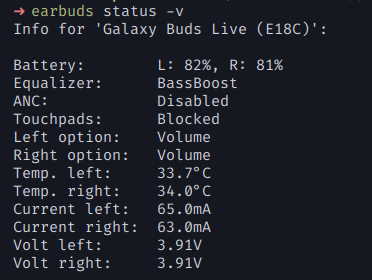 → earbuds status -v
Info for 'Galaxy Buds Live (E18C)':
Battery: L: 82%, R: 81%
Equalizer: BassBoost
ANC: Disabled
Touchpads: Blocked
Left option: Volume
Right option: Volume
Temp. left: 33.7°C
Temp. right: 34.0°C
Current left: 65.0mA
Current right: 63.0mA
Volt left: 3.91V
Volt right: 3.91V